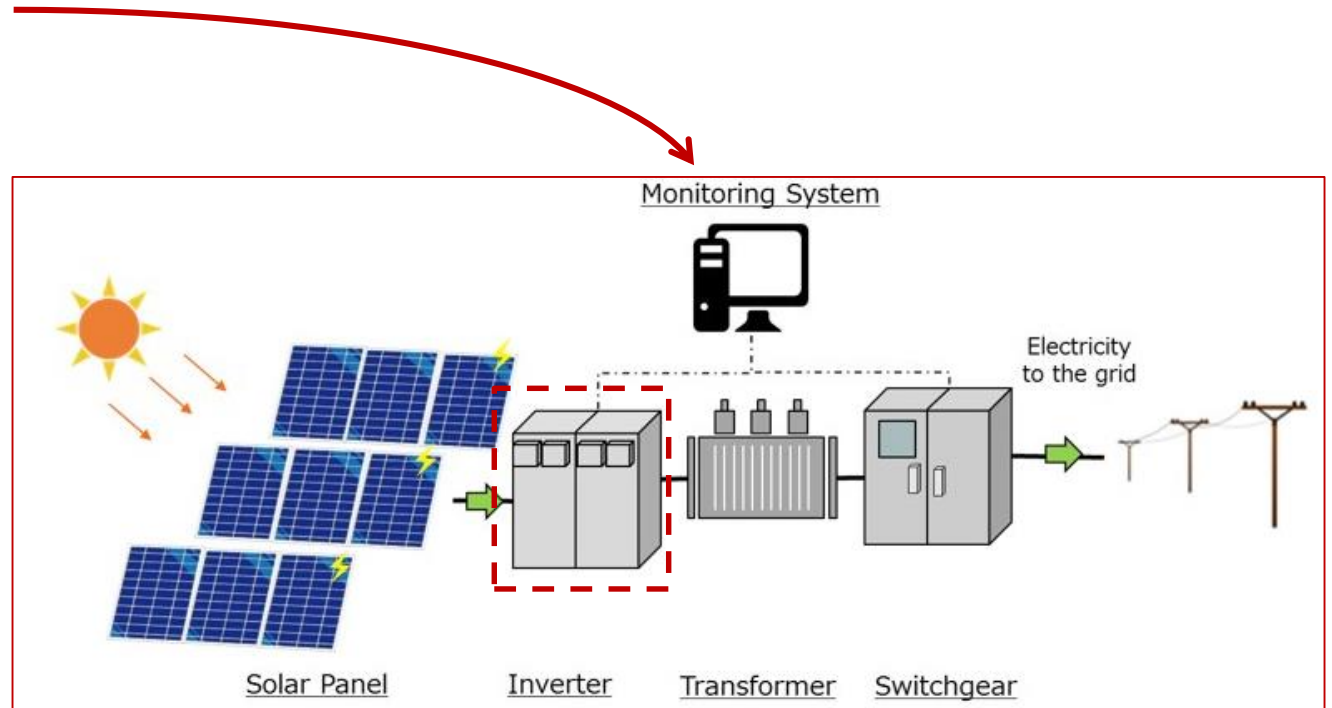 Monitoring System
Electricity
to the grid
Solar Panel
Inverter
Transformer
Switchgear